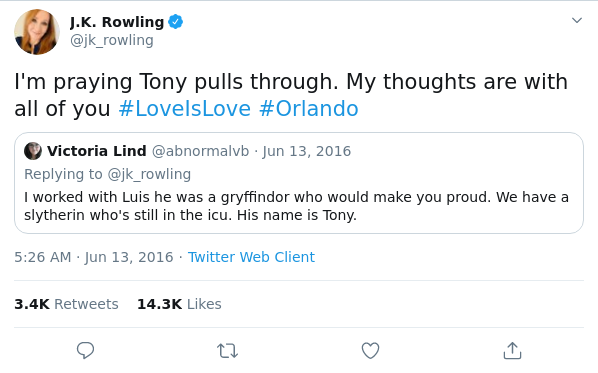 J.K. Rowling
@jk_rowling
I'm praying Tony pulls through. My thoughts are with
all of you #LoveIsLove #Orlando
Victoria Lind @abnormalvb · Jun 13, 2016
Replying to @jk_rowling
I worked with Luis he was a gryffindor who would make you proud. We have a
slytherin who's still in the icu. His name is Tony.
5:26 AM · Jun 13, 2016 · Twitter Web Client
3.4K Retweets 14.3K Likes